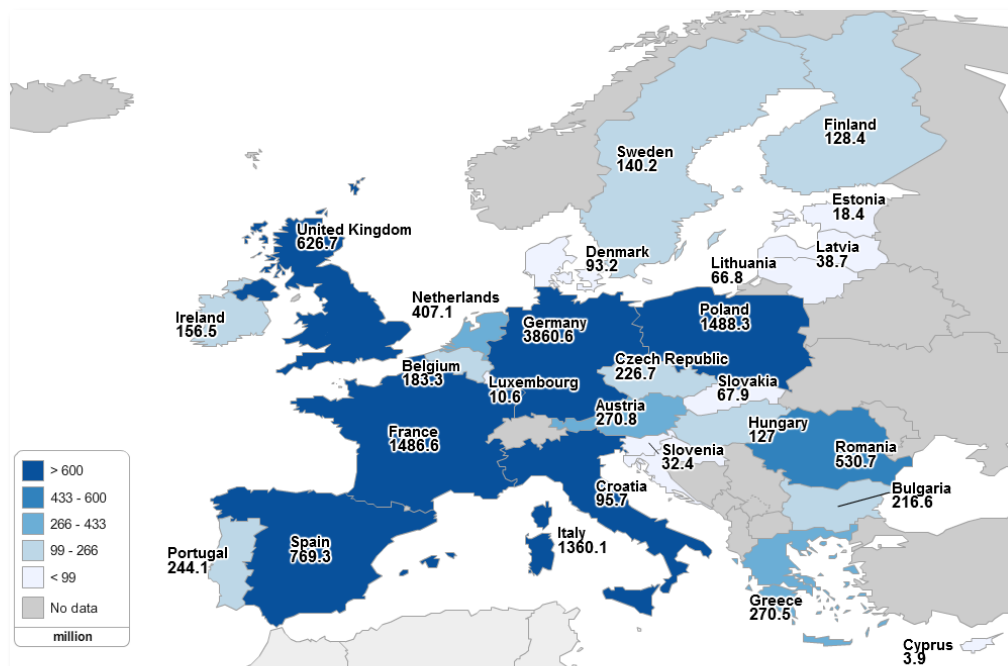 Finland
128.4
Sweden
140.2
Estonia
18.4
United Kingdom
626.7
Latvia
38.7
Denmark
93.2
Lithuania
66.8
Netherlands
407.1
Ireland
156.5
Germany
3860.6
Poland
1488.3
Belgium
183.3
Czech Republic
226.7
Luxembourg
10.6
Slovakia
67.9
Austria
270.8
France
1486.6
Hungary
127
Slovenia
32.4
Romania
530.7
Croatia
95.7
Bulgaria
216.6
Spain
769.3
Italy
1360.1
Portugal
244.1
Greece
270.5
Cyprus
3.9
> 600
433 - 600
266 - 433
99 - 266
< 99
No data
million